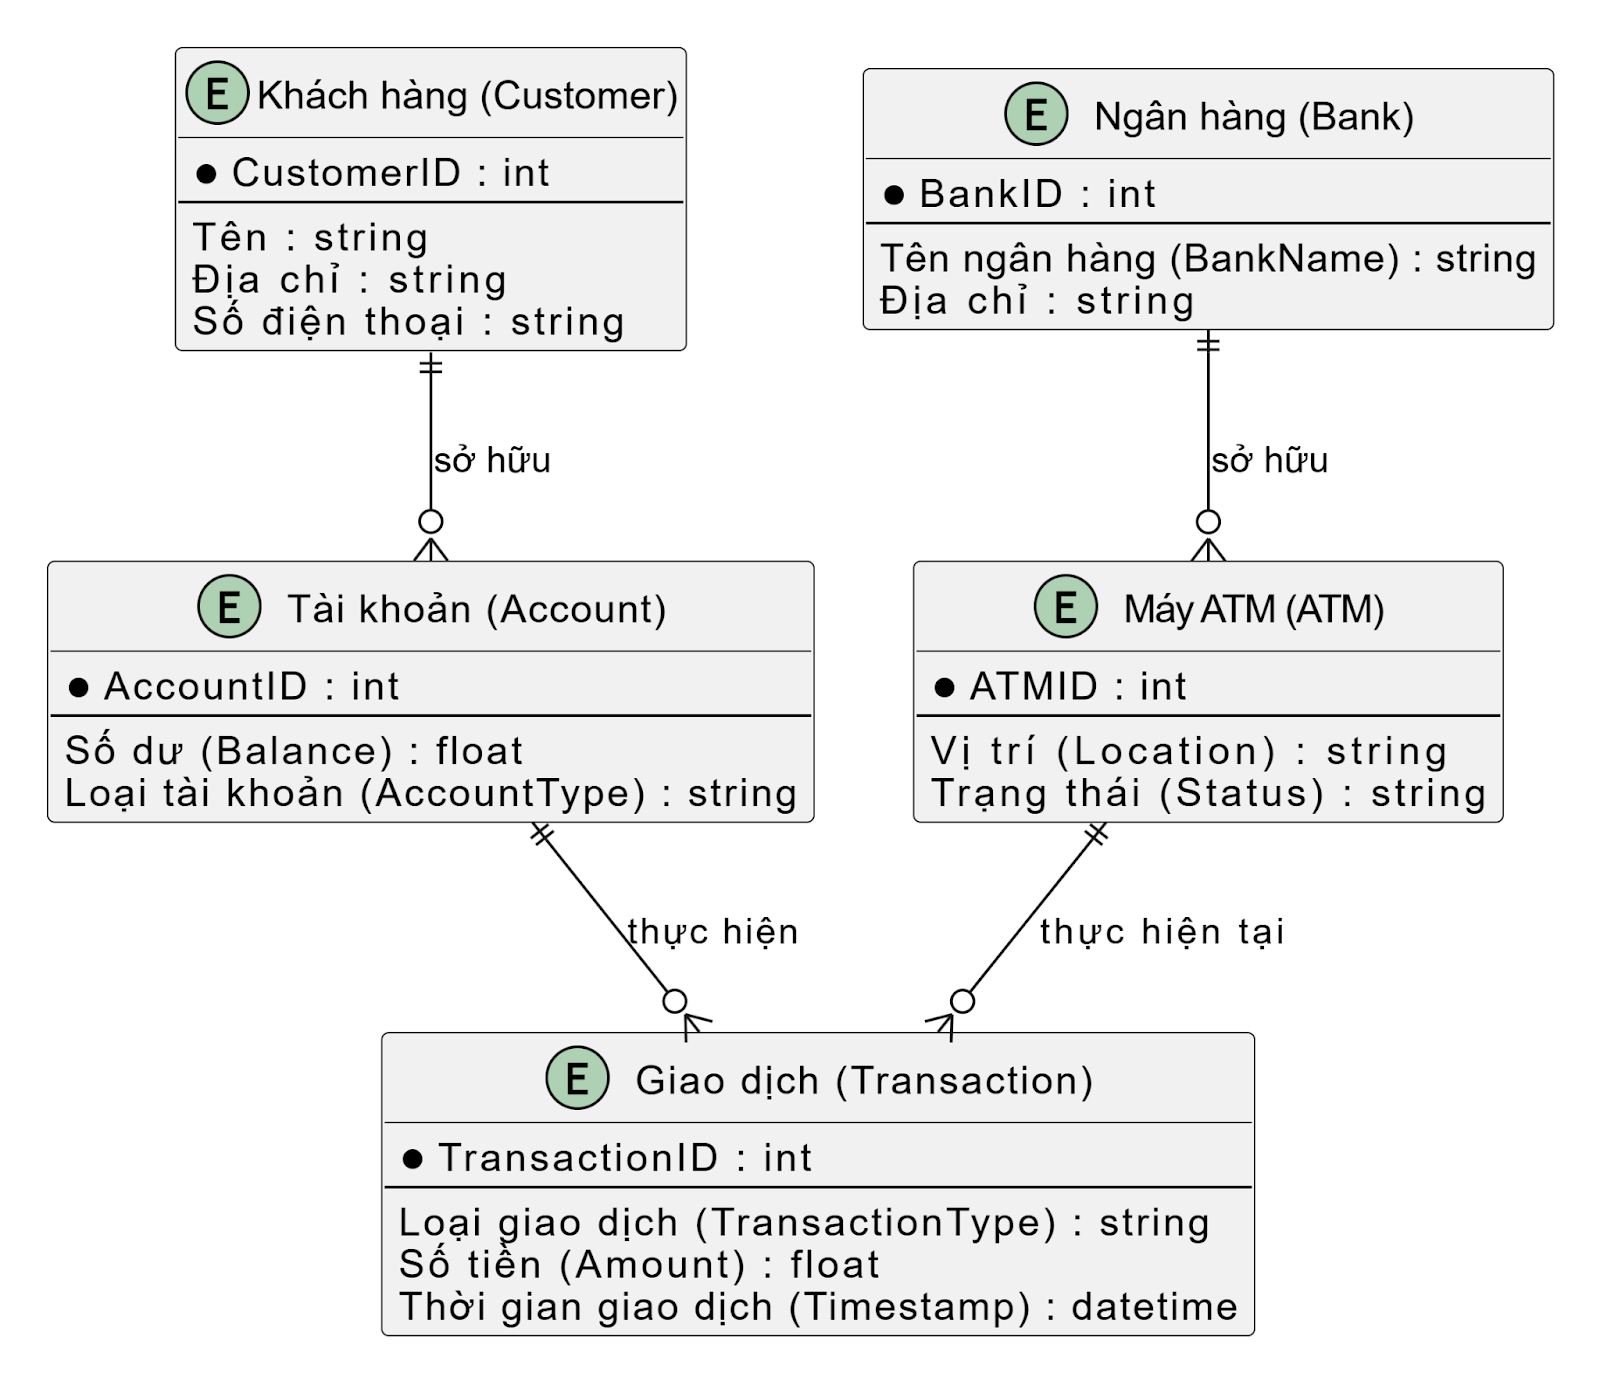 E Khách hàng (Customer)
CustomerID : int
Tên : string
Địa chỉ : string
Số điện thoại : string
E Ngân hàng (Bank)
BankID : int
Tên ngân hàng (BankName) : string
Địa chỉ : string
sở hữu
sở hữu
E Tài khoản (Account)
AccountID : int
Số dư (Balance) : float
Loại tài khoản (AccountType) : string
E Máy ATM (ATM)
ATMID : int
Vị trí (Location) : string
Trạng thái (Status) : string
thực hiện
thực hiện tại
E Giao dịch (Transaction)
TransactionID : int
Loại giao dịch (TransactionType) : string
Số tiền (Amount) : float
Thời gian giao dịch (Timestamp) : datetime